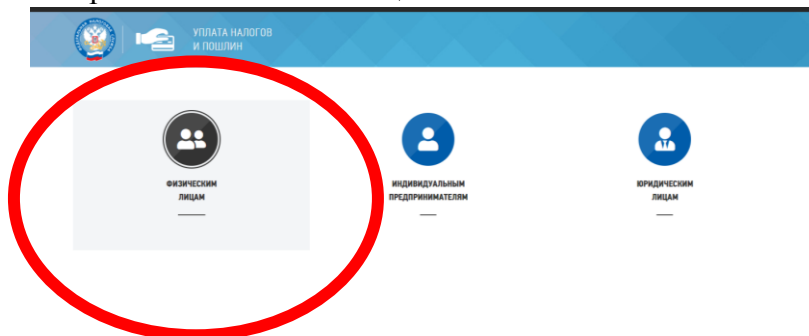 УПЛАТА НАЛОГОВ
И ПОШЛИН
ФИЗИЧЕСКИМ
ЛИЦАМ
ИНДИВИДУАЛЬНЫМ
ПРЕДПРИНИМАТЕЛЯМ
ЮРИДИЧЕСКИМ
ЛИЦАМ